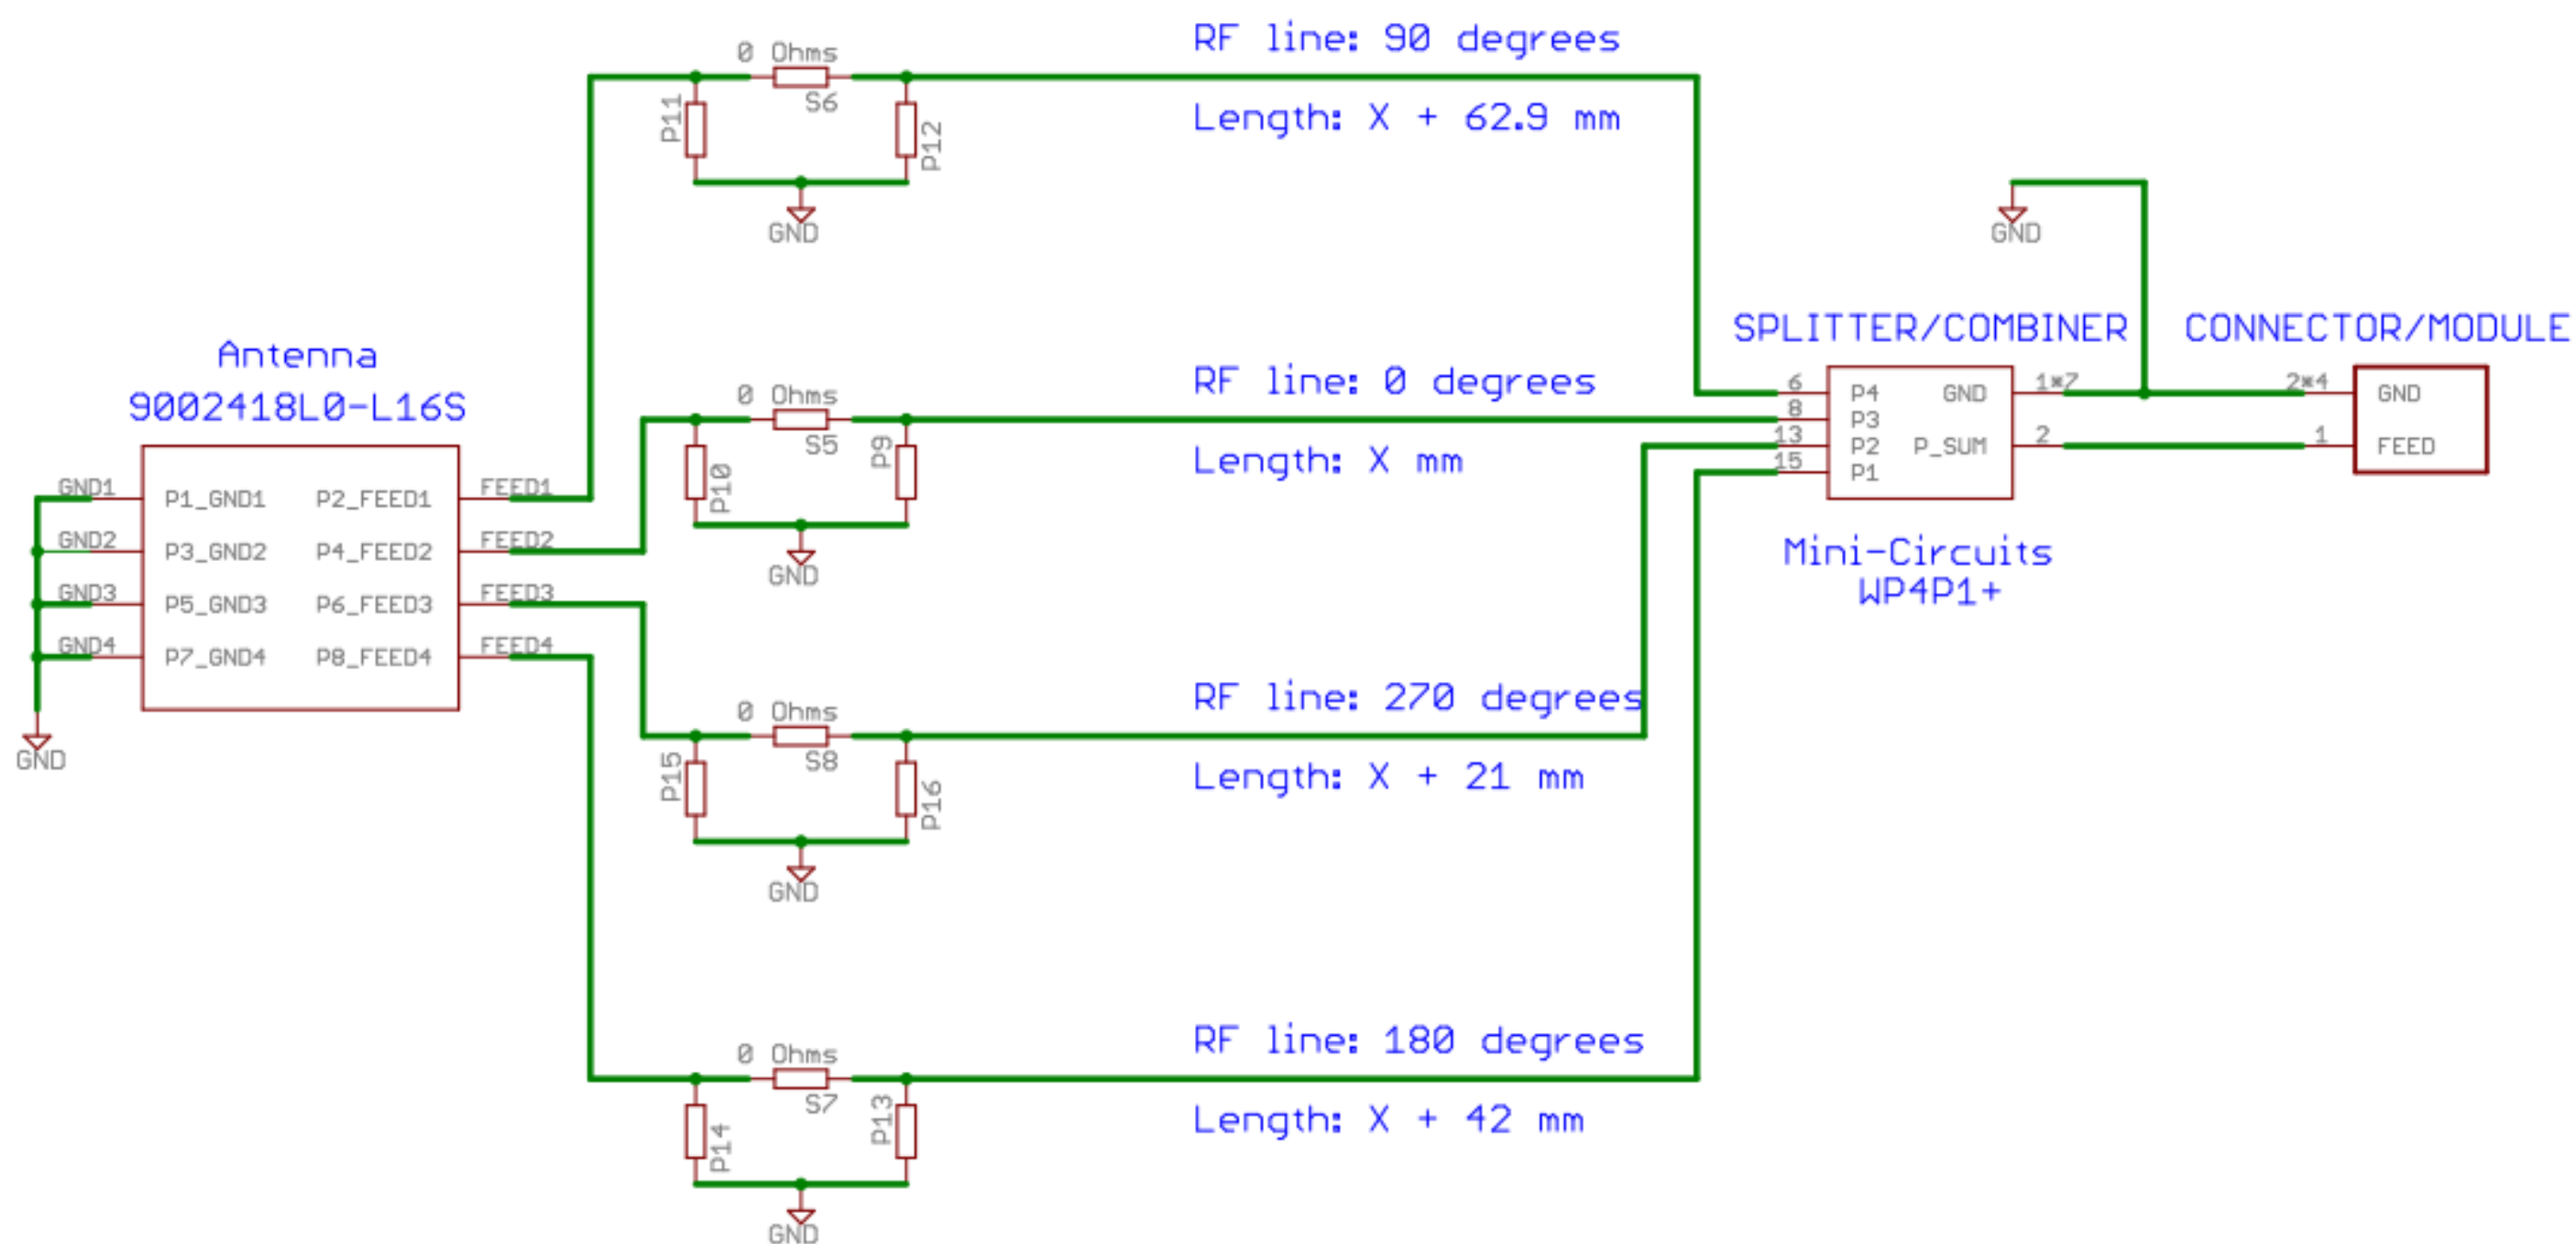 RF line: 90 degrees
0 Ohms
S6
P11
P12
Length: X + 62.9 mm
GND
GND
SPLITTER/COMBINER
CONNECTOR/MODULE
Antenna
9002418L0-L16S
RF line: 0 degrees
0 Ohms
S5
P10
P9
Length: X mm
GND
6
8
13
15
P4
P3
P2
P1
GND
P_SUM
1*7
2
2*4
1
GND
FEED
GND1
GND2
GND3
GND4
P1_GND1
P3_GND2
P5_GND3
P7_GND4
P2_FEED1
P4_FEED2
P6_FEED3
P8_FEED4
FEED1
FEED2
FEED3
FEED4
GND
Mini-Circuits
WP4P1+
RF line: 270 degrees
0 Ohms
S8
P15
P16
Length: X + 21 mm
GND
RF line: 180 degrees
0 Ohms
S7
P14
P13
Length: X + 42 mm
GND